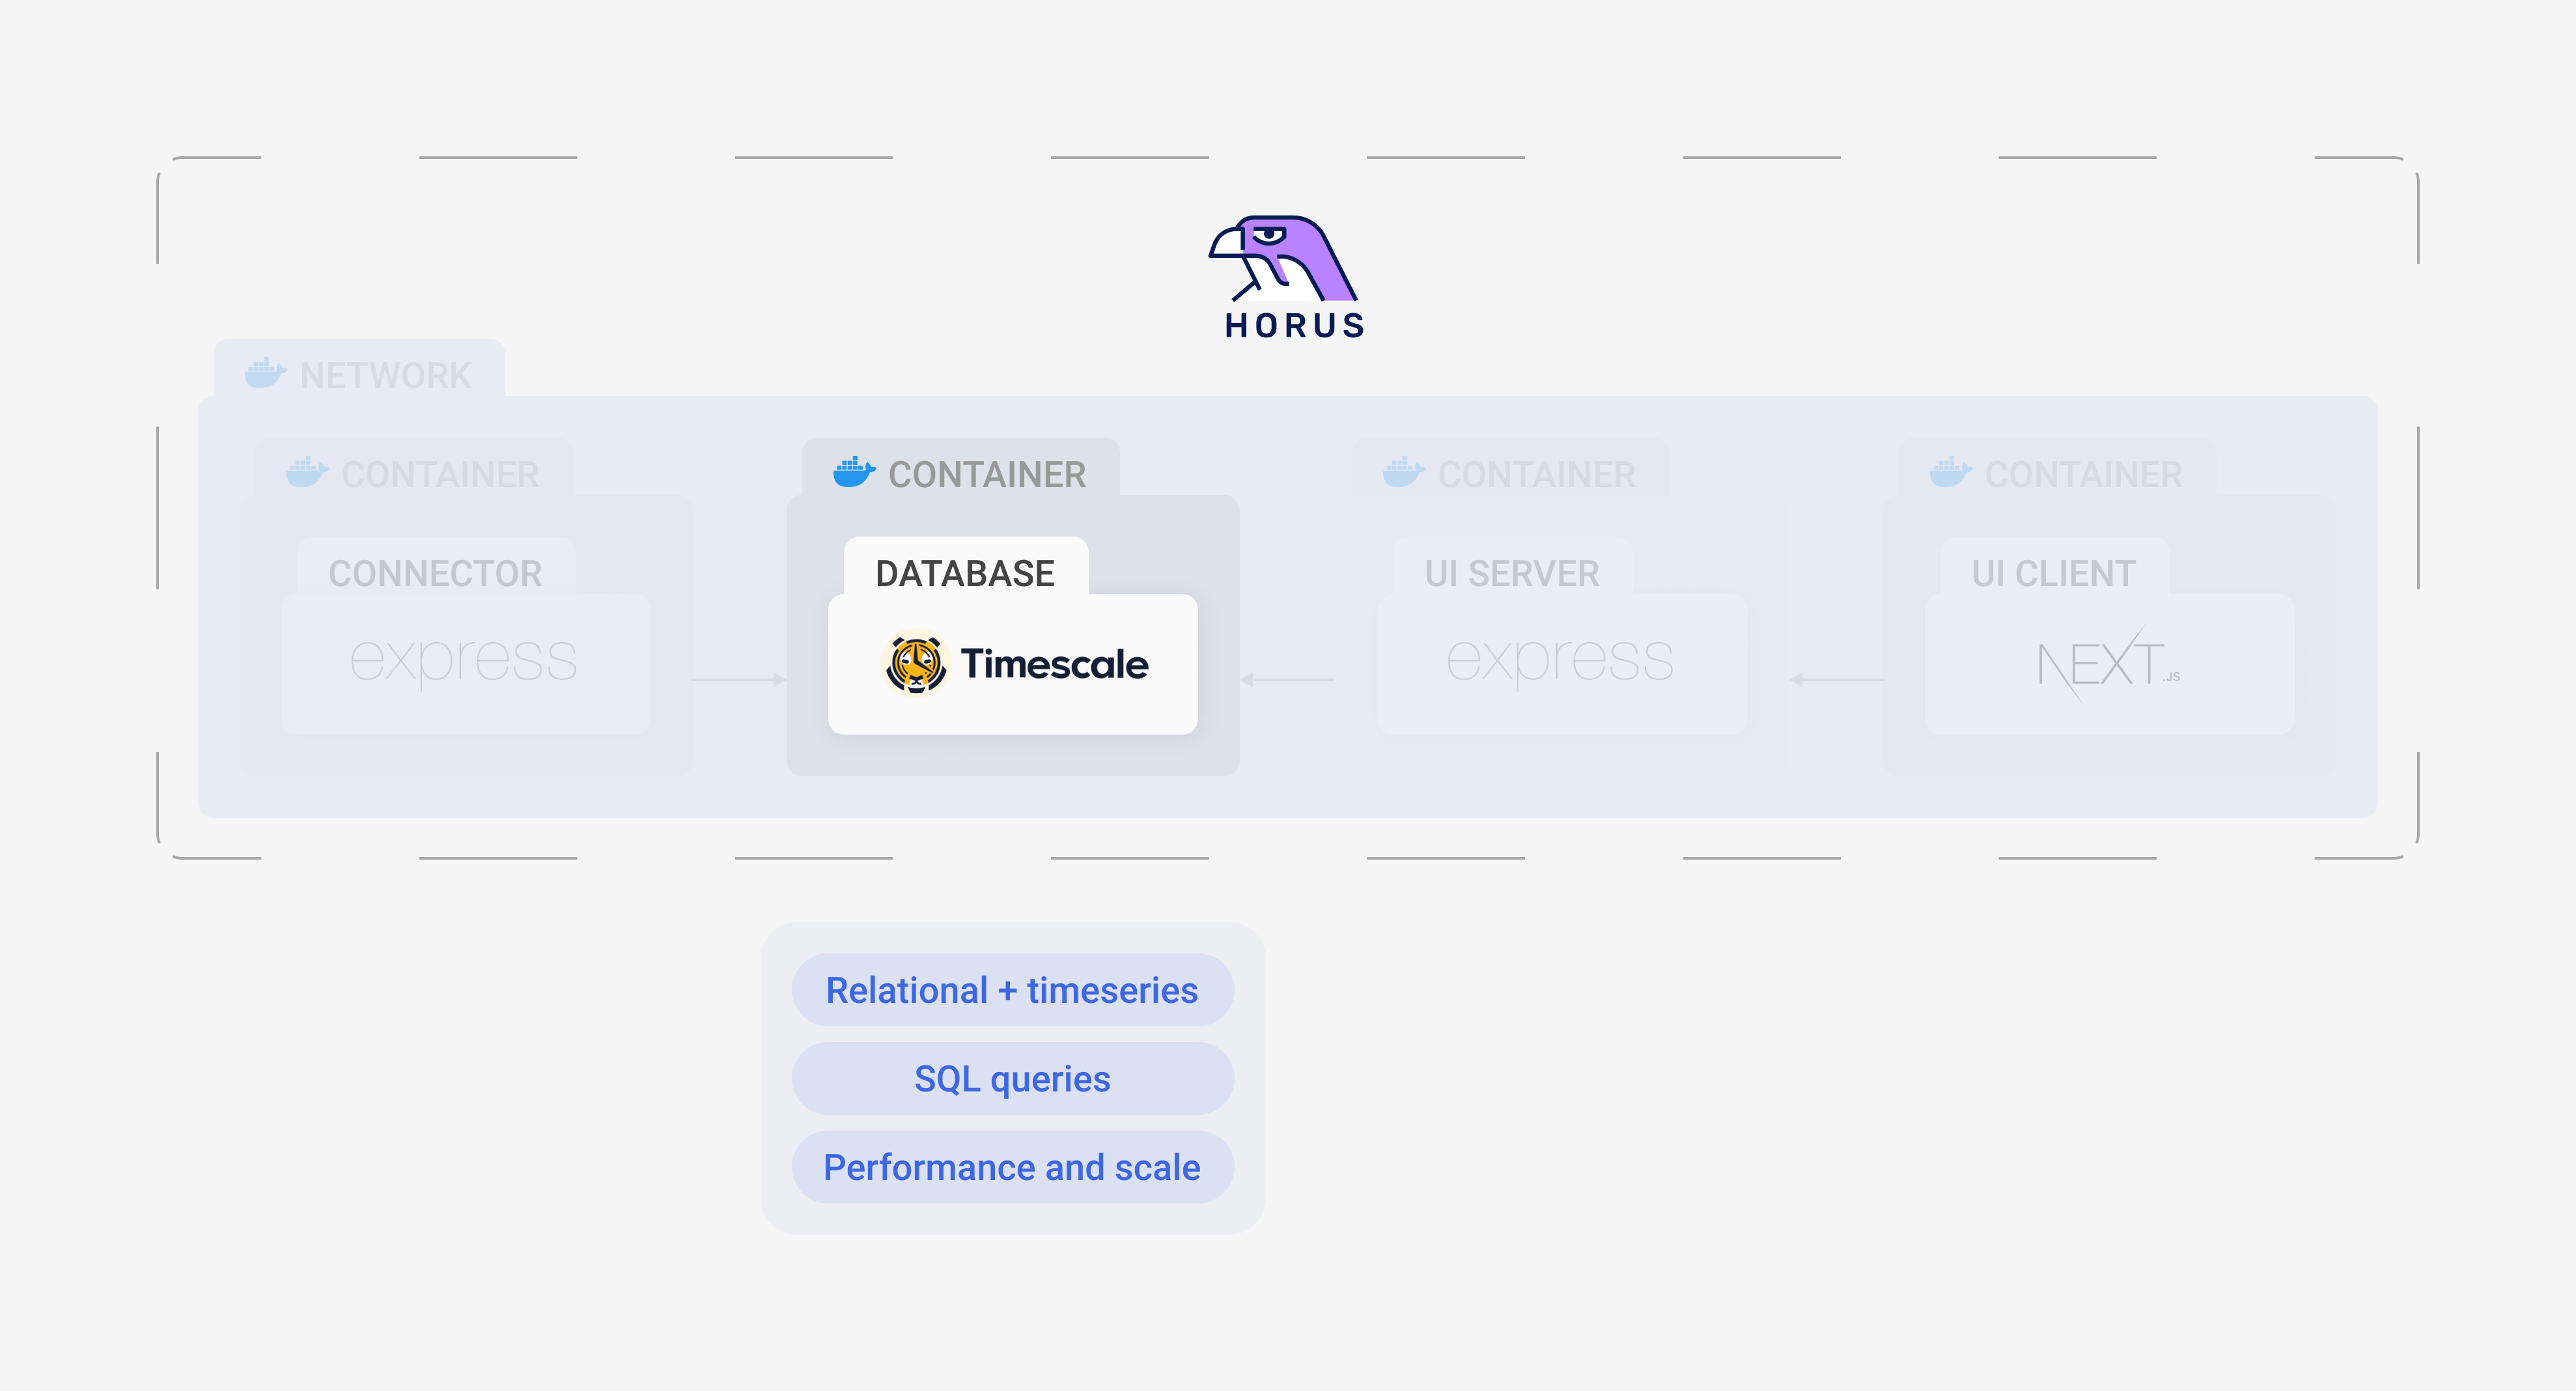 HORUS
NETWORK
CONTAINER
CONNECTOR
express
CONTAINER
DATABASE
Timescale
CONTAINER
UI SERVER
express
CONTAINER
UI CLIENT
NEXT.JS
Relational + timeseries
SQL queries
Performance and scale